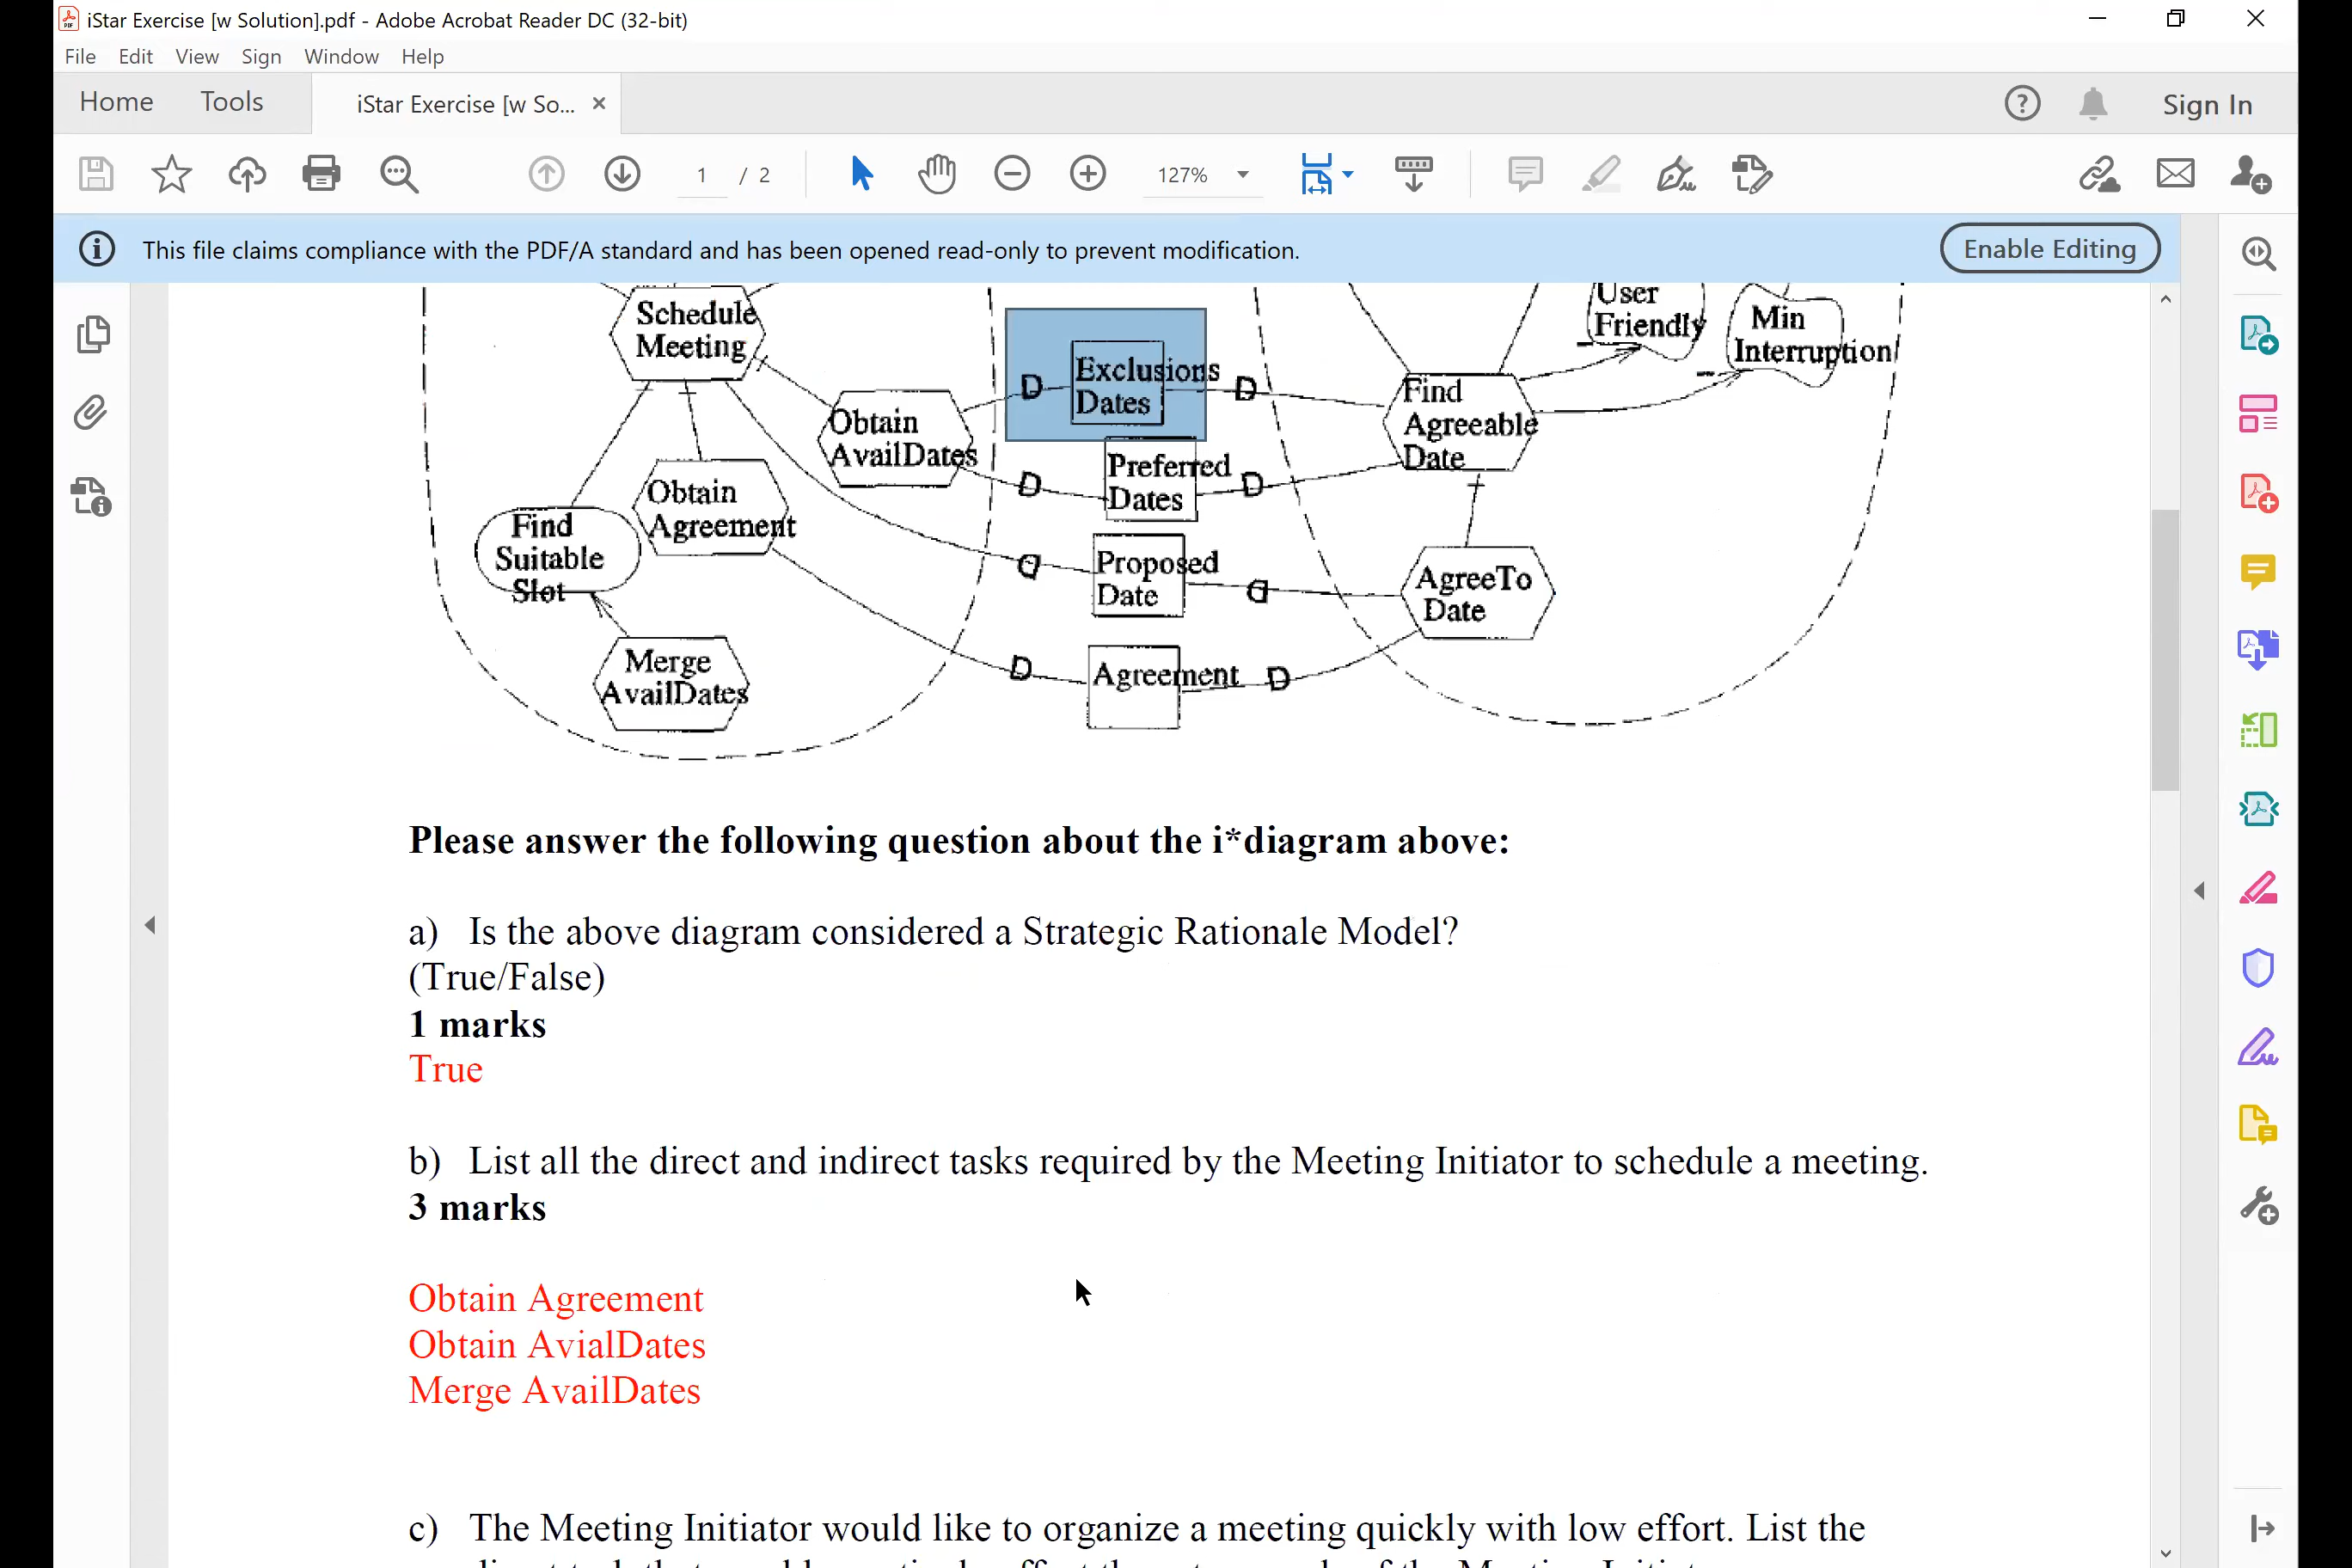 iStar Exercise [w Solution].pdf - Adobe Acrobat Reader DC (32-bit)
File Edit View Sign Window Help
Home Tools iStar Exercise [w So... Sign In
1 / 2 127%
This file claims compliance with the PDF/A standard and has been opened read-only to prevent modification. Enable Editing
Schedule
Meeting
User
Friendly
Min
Interruption
D
Exclusions
Dates
D
Find
Agreeable
Date
Obtain
AvailDates
D
Preferred
Dates
D
Obtain
Agreement
Find
Suitable
Slot
D
Proposed
Date
D
AgreeTo
Date
Merge
AvailDates
D
Agreement
D
Please answer the following question about the i*diagram above:
a) Is the above diagram considered a Strategic Rationale Model?
(True/False)
1 marks
True
b) List all the direct and indirect tasks required by the Meeting Initiator to schedule a meeting.
3 marks
Obtain Agreement
Obtain AvialDates
Merge AvailDates
c) The Meeting Initiator would like to organize a meeting quickly with low effort. List the